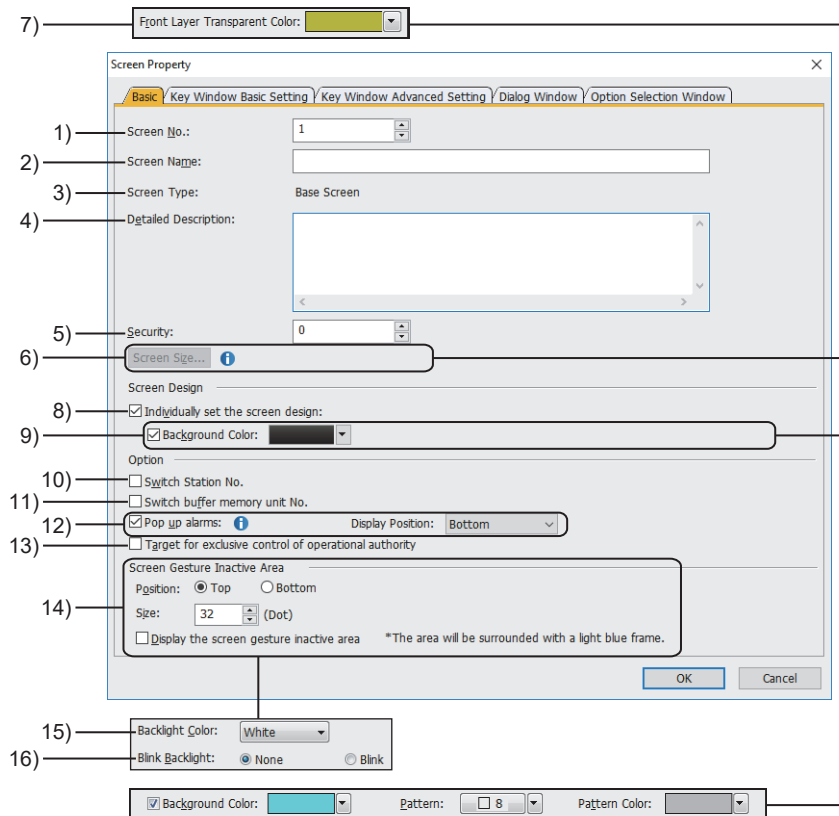 7) Front Layer Transparent Color:
Screen Property
Basic Key Window Basic Setting Key Window Advanced Setting Dialog Window Option Selection Window
1) Screen No.: 1
2) Screen Name:
3) Screen Type: Base Screen
4) Detailed Description:
5) Security: 0
6) Screen Size...
Screen Design
8) Individually set the screen design:
9) Background Color:
Option
10) Switch Station No.
11) Switch buffer memory unit No.
12) Pop up alarms: Display Position: Bottom
13) Target for exclusive control of operational authority
Screen Gesture Inactive Area
Position: Top Bottom
14) Size: 32 (Dot)
Display the screen gesture inactive area *The area will be surrounded with a light blue frame.
OK Cancel
15) Backlight Color: White
16) Blink Backlight: None Blink
Background Color: Pattern: 8 Pattern Color: